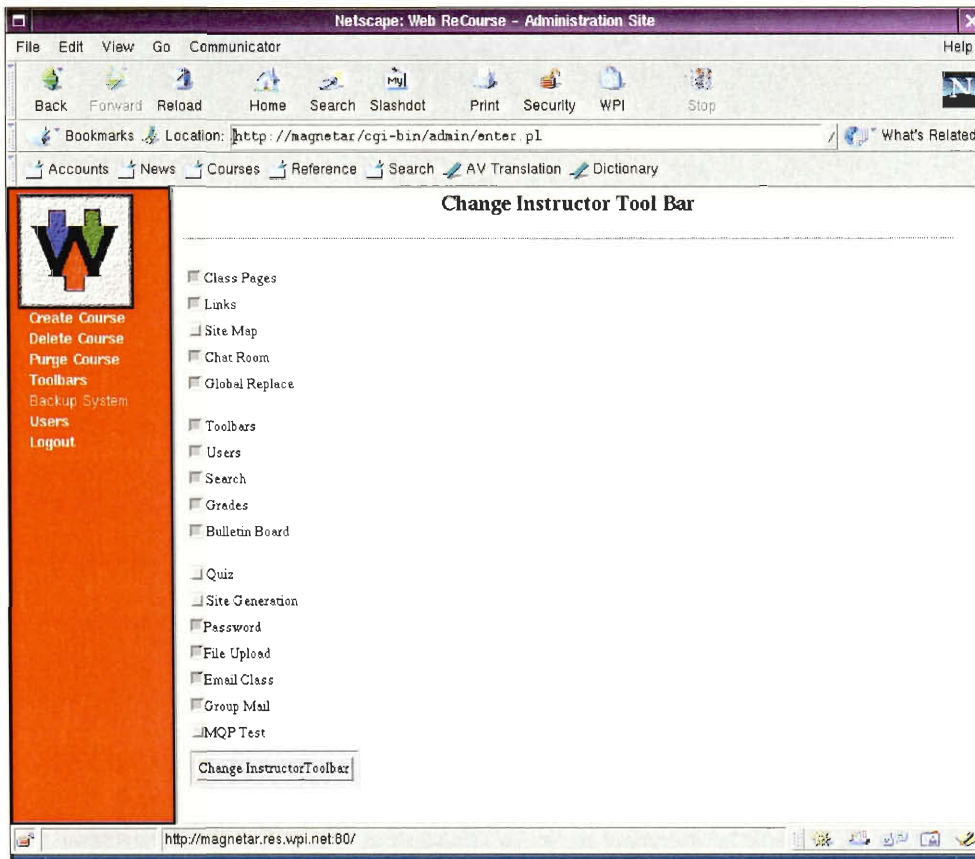 Netscape: Web ReCourse - Administration Site
File Edit View Go Communicator Help
My
Back Forward Reload Home Search Slashdot Print Security WPI Stop
N
Bookmarks Location: http://magnetar/cgi-bin/admin/enter.pl What's Related
Accounts News Courses Reference Search AV Translation Dictionary
W
Create Course
Delete Course
Purge Course
Toolbars
Backup System
Users
Logout
Change Instructor Tool Bar
Class Pages
Links
Site Map
Chat Room
Global Replace
Toolbars
Users
Search
Grades
Bulletin Board
Quiz
Site Generation
Password
File Upload
Email Class
Group Mail
MQP Test
Change InstructorToolbar
http://magnetar.res.wpi.net:80/